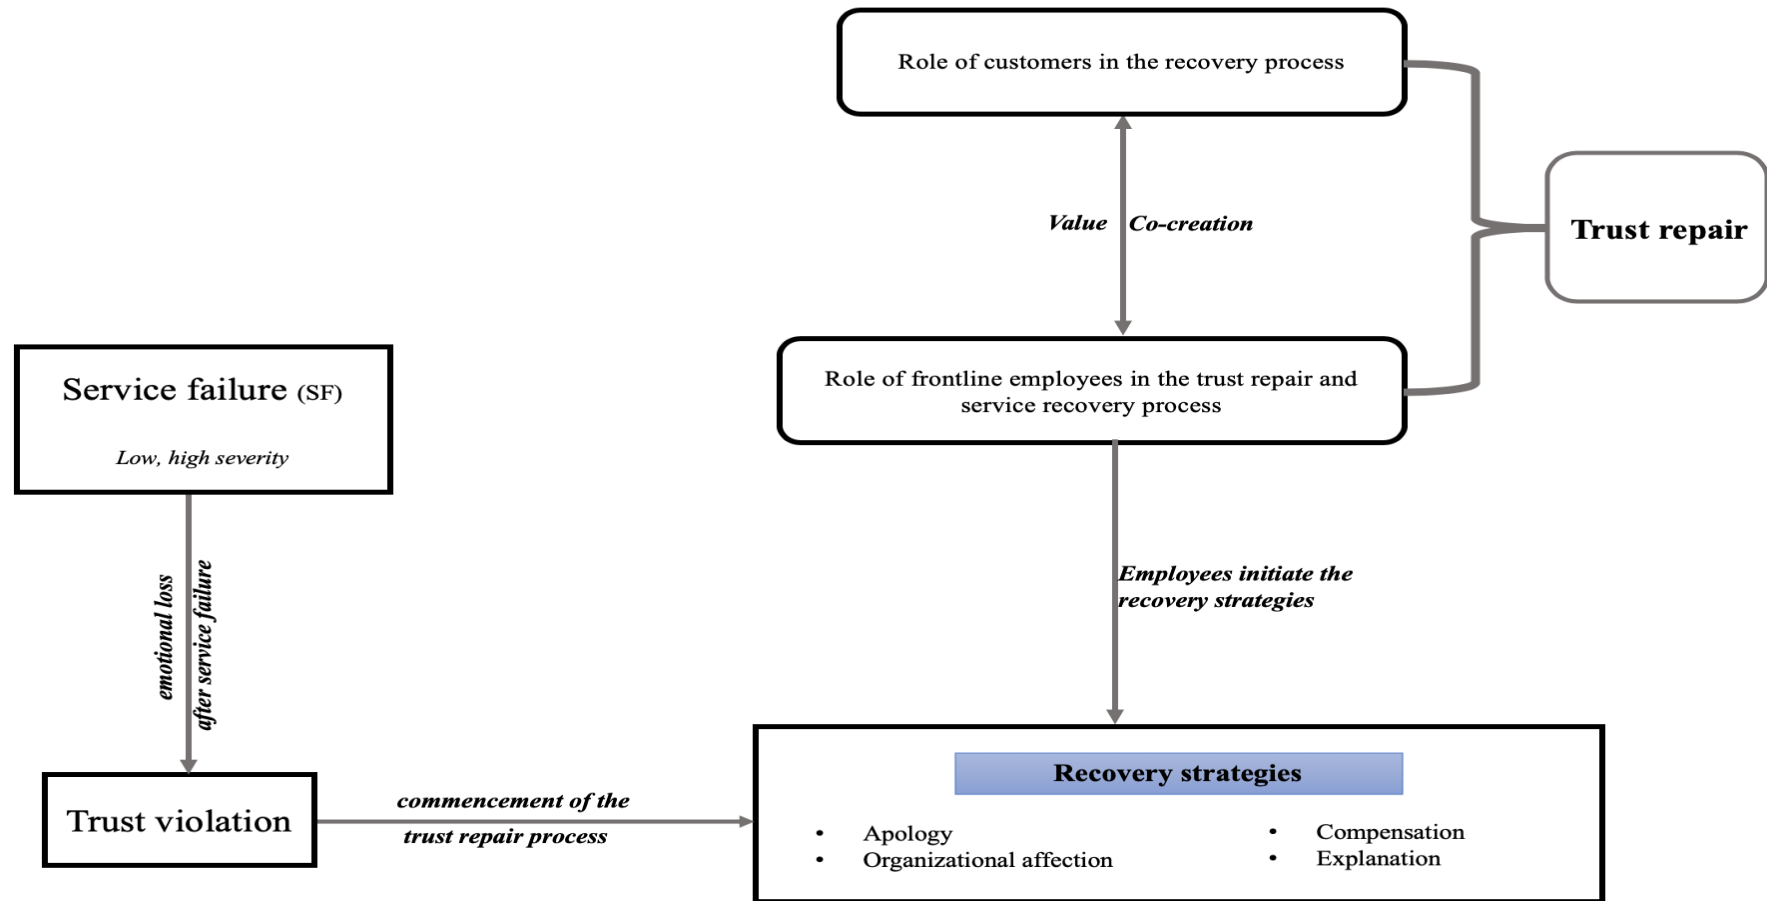 Role of customers in the recovery process
Value Co-creation
Trust repair
Role of frontline employees in the trust repair and
service recovery process
Service failure (SF)
Low, high severity
emotional loss
after service failure
Employees initiate the
recovery strategies
Trust violation
commencement of the
trust repair process
Recovery strategies
• Apology
• Organizational affection
• Compensation
• Explanation